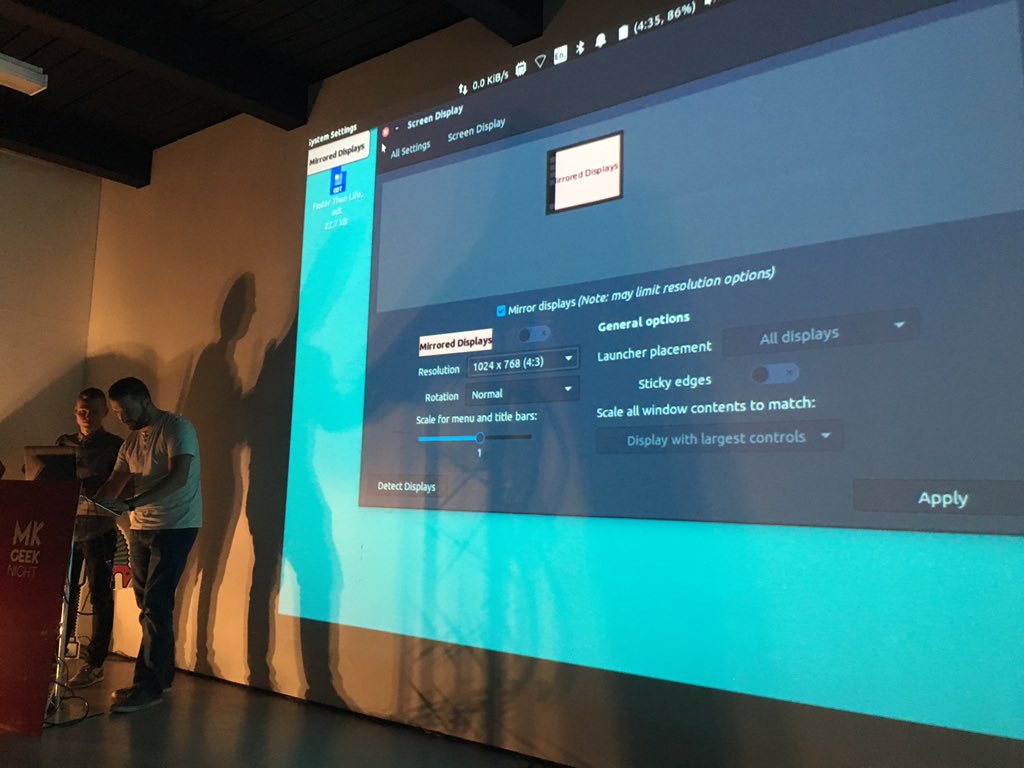 0.0 KiB/s
En
(4:35, 86%)
System Settings
Screen Display
All Settings
Screen Display
Mirrored Displays
ODT
Faster Than Life.
odt
22.7 kB
Mirrored Displays
Mirror displays (Note: may limit resolution options)
Mirrored Displays
Resolution
1024 x 768 (4:3)
Rotation
Normal
Scale for menu and title bars:
1
General options
Launcher placement
All displays
Sticky edges
Scale all window contents to match:
Display with largest controls
Detect Displays
Apply
MK
GEEK
NIGHT